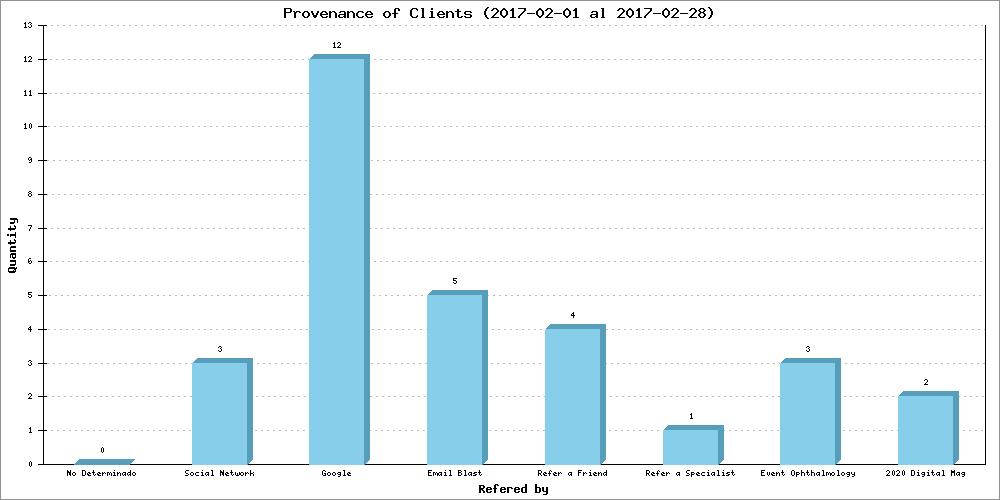 Provenance of Clients (2017-02-01 al 2017-02-28)
Quantity
13
12
11
10
9
8
7
6
5
4
3
2
1
0
0
3
12
5
4
1
3
2
No Determinado
Social Network
Google
Email Blast
Refer a Friend
Refer a Specialist
Event Ophthalmology
2020 Digital Mag
Refered by